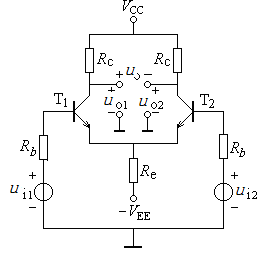 VCC
RC RC
+ uo −
T1 + + T2
uo1 uo2
− −
Rb Rb
Re
+ +
ui1 ui2
− −
−VEE